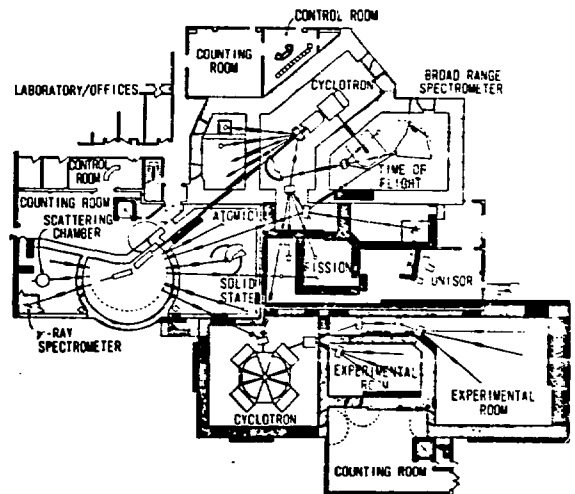 CONTROL ROOM
COUNTING
ROOM
CYCLOTRON
BROAD RANGE
SPECTROMETER
LABORATORY/OFFICES
CONTROL
ROOM
TIME OF
FLIGHT
COUNTING ROOM
SCATTERING
CHAMBER
ATOMIC
FISSION
UNISOR
SOLID
STATE
γ-RAY
SPECTROMETER
EXPERIMENTAL
ROOM
EXPERIMENTAL
ROOM
CYCLOTRON
COUNTING ROOM